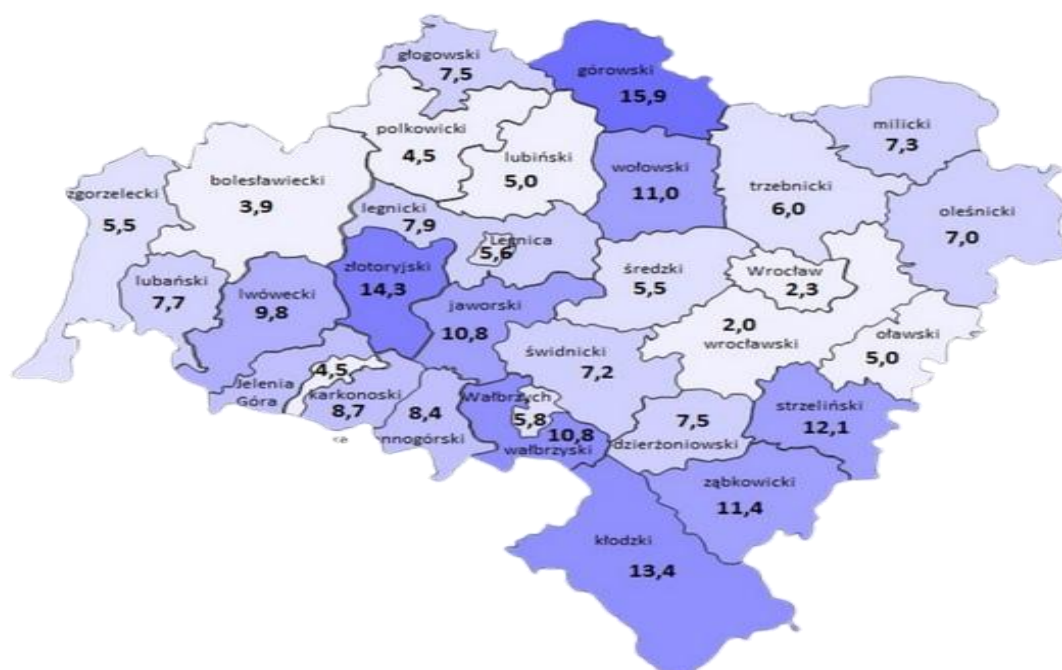 głogowski
7,5
górowski
15,9
polkowicki
4,5
lubiński
5,0
wołowski
11,0
milicki
7,3
trzebnicki
6,0
oleśnicki
7,0
zgorzelecki
5,5
bolesławiecki
3,9
legnicki
7,9
Legnica
5,6
lubański
7,7
lwówecki
9,8
złotoryjski
14,3
jaworski
10,8
średzki
5,5
Wrocław
2,3
2,0
wrocławski
oławski
5,0
świdnicki
7,2
4,5
Jelenia
Góra
karkonoski
8,7
8,4
nnogórski
Wałbrzych
5,8
10,8
wałbrzyski
7,5
dzierżoniowski
strzeliński
12,1
ząbkowicki
11,4
kłodzki
13,4